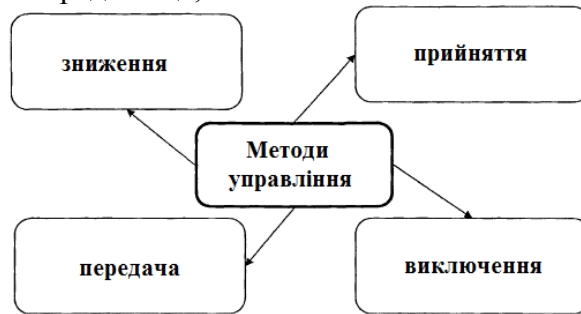 зниження
прийняття
Методи
управління
передача
виключення